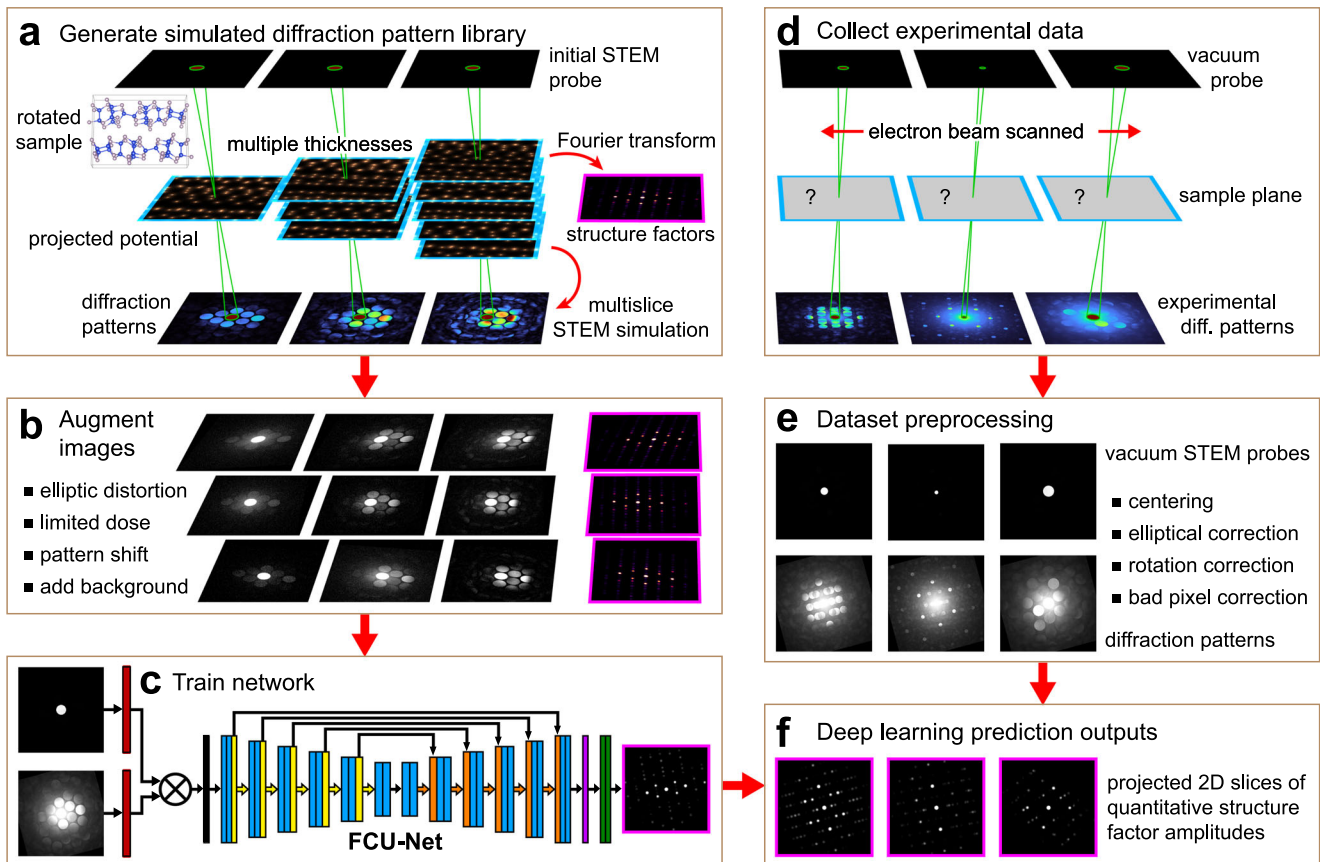 a Generate simulated diffraction pattern library
initial STEM
probe
rotated
sample
multiple thicknesses
Fourier transform
projected potential
structure factors
diffraction
patterns
multislice
STEM simulation
b Augment
images
■ elliptic distortion
■ limited dose
■ pattern shift
■ add background
c Train network
FCU-Net
d Collect experimental data
vacuum
probe
electron beam scanned
? ? ?
sample plane
experimental
diff. patterns
e Dataset preprocessing
vacuum STEM probes
■ centering
■ elliptical correction
■ rotation correction
■ bad pixel correction
diffraction patterns
f Deep learning prediction outputs
projected 2D slices of
quantitative structure
factor amplitudes